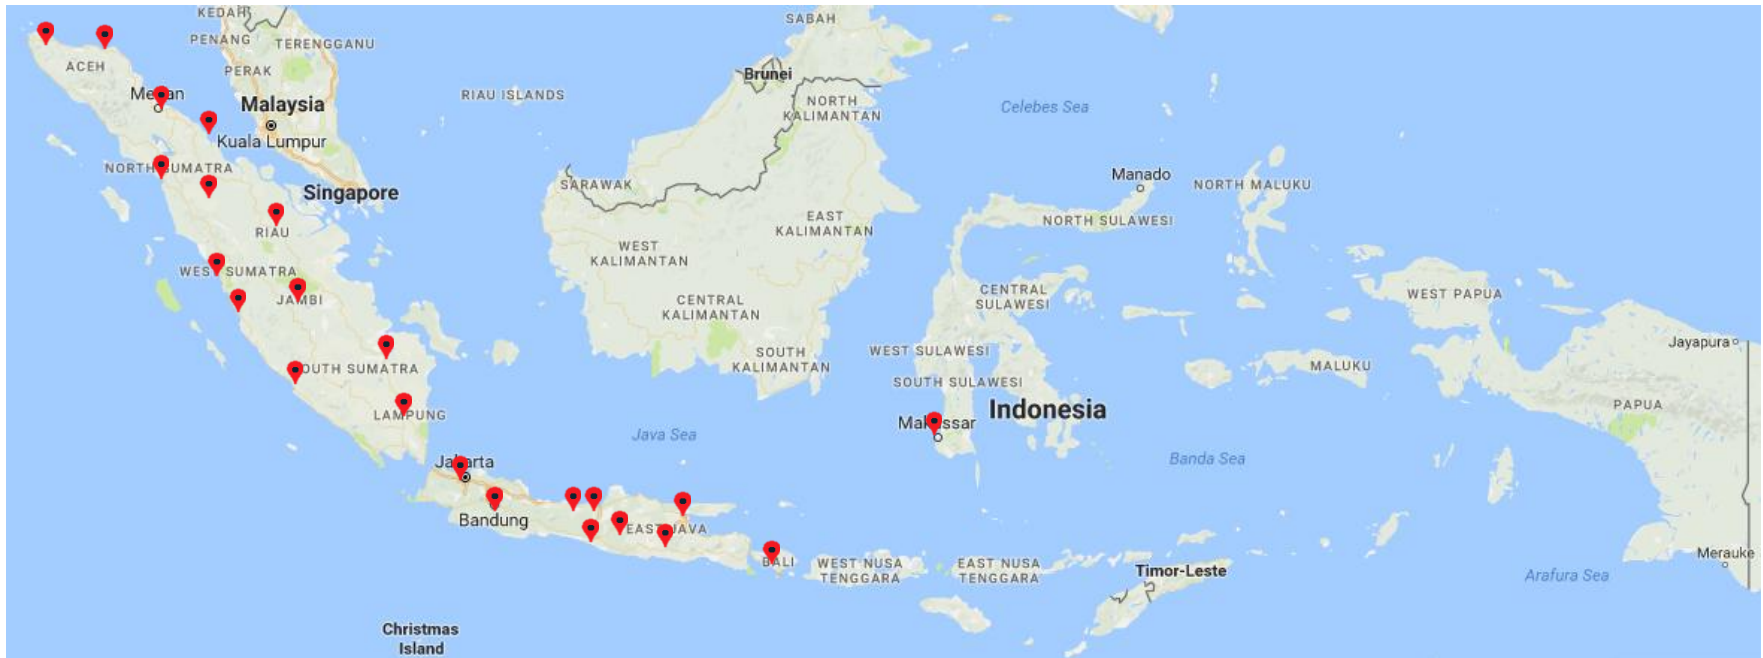 KEDAH
SABAH
PENANG
TERENGGANU
ACEH
PERAK
Brunei
Medan
Malaysia
RIAU ISLANDS
NORTH
KALIMANTAN
Celebes Sea
Kuala Lumpur
NORTH SUMATRA
Singapore
SARAWAK
Manado
NORTH MALUKU
EAST
KALIMANTAN
NORTH SULAWESI
RIAU
WEST
KALIMANTAN
WEST SUMATRA
JAMBI
CENTRAL
KALIMANTAN
CENTRAL
SULAWESI
WEST PAPUA
SOUTH
KALIMANTAN
WEST SULAWESI
Jayapura
SOUTH SUMATRA
SOUTH SULAWESI
MALUKU
LAMPUNG
Makassar
Indonesia
PAPUA
Java Sea
Jakarta
Banda Sea
Bandung
EAST JAVA
BALI
WEST NUSA
TENGGARA
EAST NUSA
TENGGARA
Timor-Leste
Merauke
Arafura Sea
Christmas
Island